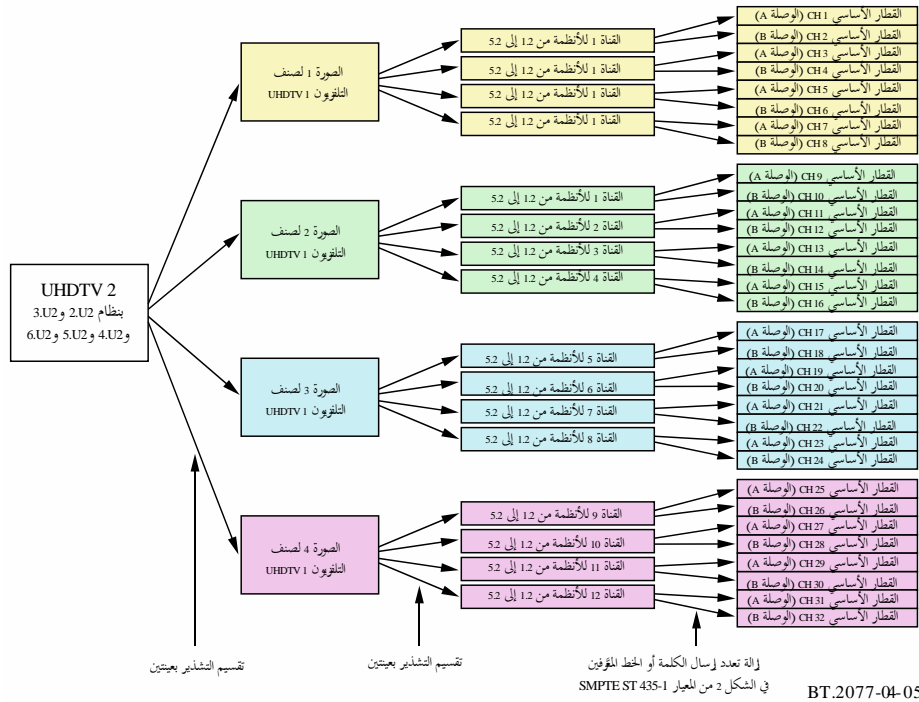 UHDTV 2
بنظام 2.U2 و3.U2
و4.U2 و5.U2 و6.U2
الصورة 1 لصنف
التلفزيون UHDTV 1
القناة 1 للأنظمة من 1.2 إلى 5.2
القناة 1 للأنظمة من 1.2 إلى 5.2
القناة 1 للأنظمة من 1.2 إلى 5.2
القناة 1 للأنظمة من 1.2 إلى 5.2
القطار الأساسي CH 1 (الوصلة A)
القطار الأساسي CH 2 (الوصلة B)
القطار الأساسي CH 3 (الوصلة A)
القطار الأساسي CH 4 (الوصلة B)
القطار الأساسي CH 5 (الوصلة A)
القطار الأساسي CH 6 (الوصلة B)
القطار الأساسي CH 7 (الوصلة A)
القطار الأساسي CH 8 (الوصلة B)
الصورة 2 لصنف
التلفزيون UHDTV 1
القناة 1 للأنظمة من 1.2 إلى 5.2
القناة 2 للأنظمة من 1.2 إلى 5.2
القناة 3 للأنظمة من 1.2 إلى 5.2
القناة 4 للأنظمة من 1.2 إلى 5.2
القطار الأساسي CH 9 (الوصلة A)
القطار الأساسي CH 10 (الوصلة B)
القطار الأساسي CH 11 (الوصلة A)
القطار الأساسي CH 12 (الوصلة B)
القطار الأساسي CH 13 (الوصلة A)
القطار الأساسي CH 14 (الوصلة B)
القطار الأساسي CH 15 (الوصلة A)
القطار الأساسي CH 16 (الوصلة B)
الصورة 3 لصنف
التلفزيون UHDTV 1
القناة 5 للأنظمة من 1.2 إلى 5.2
القناة 6 للأنظمة من 1.2 إلى 5.2
القناة 7 للأنظمة من 1.2 إلى 5.2
القناة 8 للأنظمة من 1.2 إلى 5.2
القطار الأساسي CH 17 (الوصلة A)
القطار الأساسي CH 18 (الوصلة B)
القطار الأساسي CH 19 (الوصلة A)
القطار الأساسي CH 20 (الوصلة B)
القطار الأساسي CH 21 (الوصلة A)
القطار الأساسي CH 22 (الوصلة B)
القطار الأساسي CH 23 (الوصلة A)
القطار الأساسي CH 24 (الوصلة B)
الصورة 4 لصنف
التلفزيون UHDTV 1
القناة 9 للأنظمة من 1.2 إلى 5.2
القناة 10 للأنظمة من 1.2 إلى 5.2
القناة 11 للأنظمة من 1.2 إلى 5.2
القناة 12 للأنظمة من 1.2 إلى 5.2
القطار الأساسي CH 25 (الوصلة A)
القطار الأساسي CH 26 (الوصلة B)
القطار الأساسي CH 27 (الوصلة A)
القطار الأساسي CH 28 (الوصلة B)
القطار الأساسي CH 29 (الوصلة A)
القطار الأساسي CH 30 (الوصلة B)
القطار الأساسي CH 31 (الوصلة A)
القطار الأساسي CH 32 (الوصلة B)
تقسيم التشذير بعينتين
تقسيم التشذير بعينتين
إزالة تعدد إرسال الكلمة أو الخط المعرّفين
في الشكل 2 من المعيار SMPTE ST 435-1
BT.2077-04-05